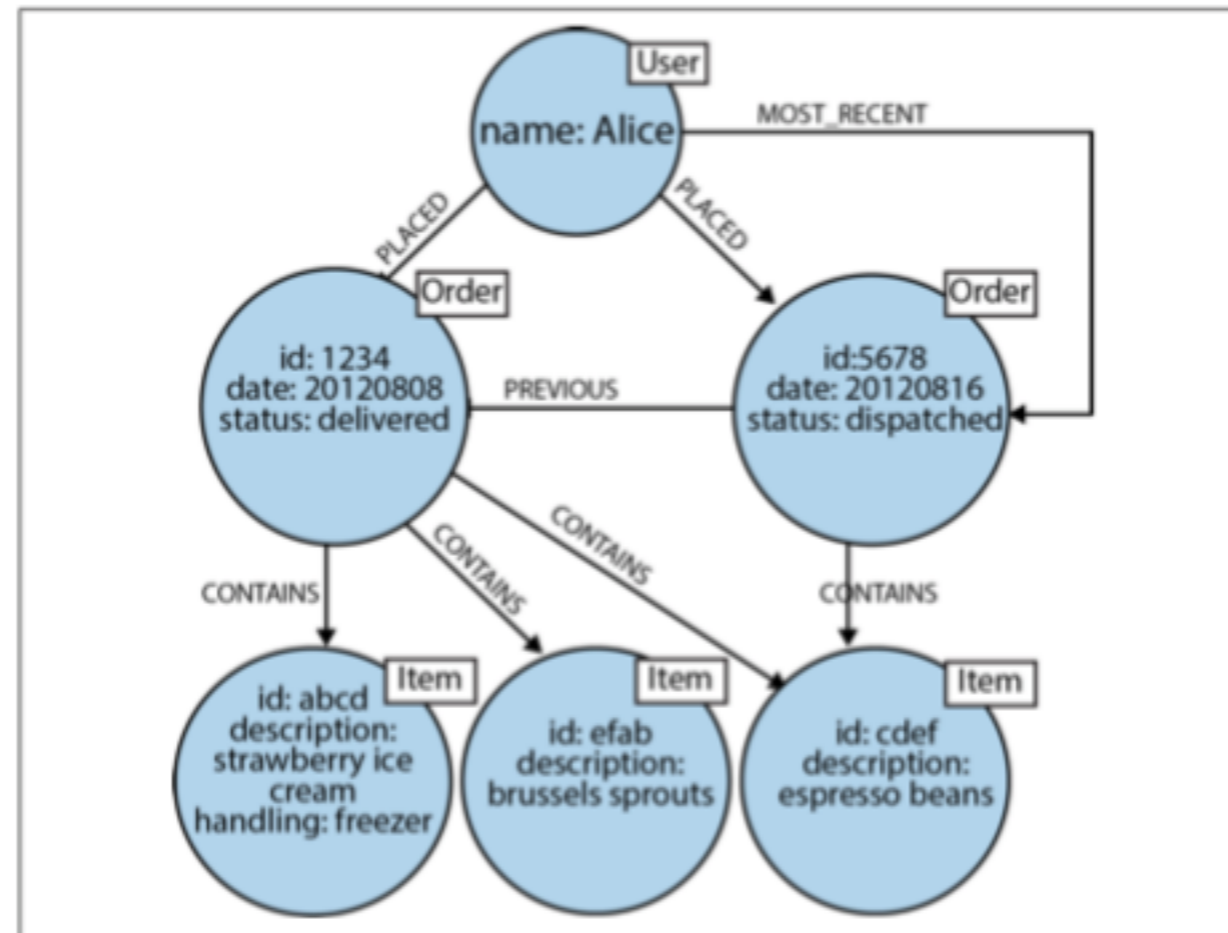 User
name: Alice
MOST_RECENT
PLACED
PLACED
Order
Order
id: 1234
date: 20120808
status: delivered
PREVIOUS
id:5678
date: 20120816
status: dispatched
CONTAINS
CONTAINS
CONTAINS
CONTAINS
Item
id: abcd
description:
strawberry ice
cream
handling: freezer
Item
id: efab
description:
brussels sprouts
Item
id: cdef
description:
espresso beans